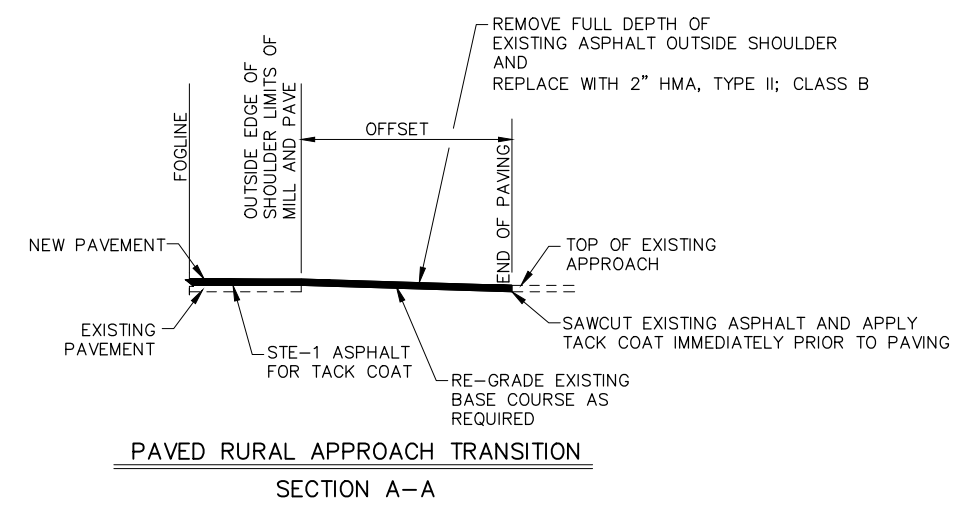 REMOVE FULL DEPTH OF
EXISTING ASPHALT OUTSIDE SHOULDER
AND
REPLACE WITH 2" HMA, TYPE II; CLASS B
FOGLINE
OUTSIDE EDGE OF
SHOULDER LIMITS OF
MILL AND PAVE
OFFSET
END OF PAVING
NEW PAVEMENT
TOP OF EXISTING
APPROACH
EXISTING
PAVEMENT
STE-1 ASPHALT
FOR TACK COAT
SAWCUT EXISTING ASPHALT AND APPLY
TACK COAT IMMEDIATELY PRIOR TO PAVING
RE-GRADE EXISTING
BASE COURSE AS
REQUIRED
PAVED RURAL APPROACH TRANSITION
SECTION A-A